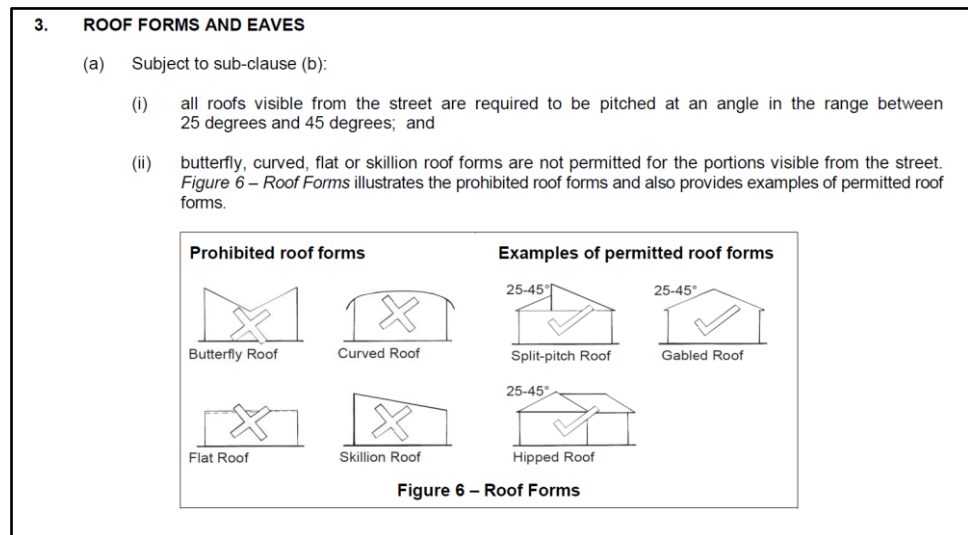 3. ROOF FORMS AND EAVES
(a) Subject to sub-clause (b):
(i) all roofs visible from the street are required to be pitched at an angle in the range between
25 degrees and 45 degrees; and
(ii) butterfly, curved, flat or skillion roof forms are not permitted for the portions visible from the street.
Figure 6 – Roof Forms illustrates the prohibited roof forms and also provides examples of permitted roof
forms.
Prohibited roof forms
Examples of permitted roof forms
25-45°
25-45°
Butterfly Roof
Curved Roof
Split-pitch Roof
Gabled Roof
25-45°
Flat Roof
Skillion Roof
Hipped Roof
Figure 6 – Roof Forms